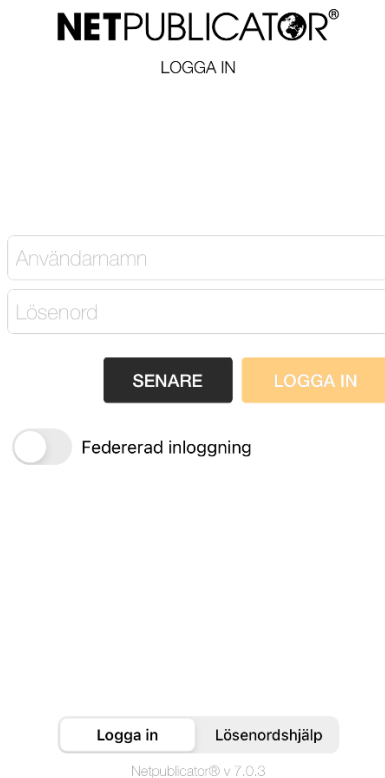 NETPUBLICATOR®
LOGGA IN
Användarnamn
Lösenord
SENARE
LOGGA IN
Federerad inloggning
Logga in
Lösenordshjälp
Netpublicator® v 7.0.3